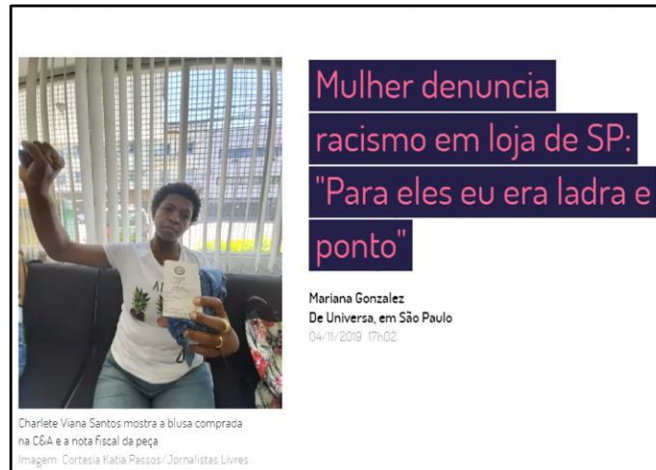 Mulher denuncia
racismo em loja de SP:
"Para eles eu era ladra e
ponto"
Mariana Gonzalez
De Universa, em São Paulo
04/11/2019 17h02
Charlete Viana Santos mostra a blusa comprada
na C&A e a nota fiscal da peça
Imagem: Cortesia Katia Passos/Jornalistas Livres